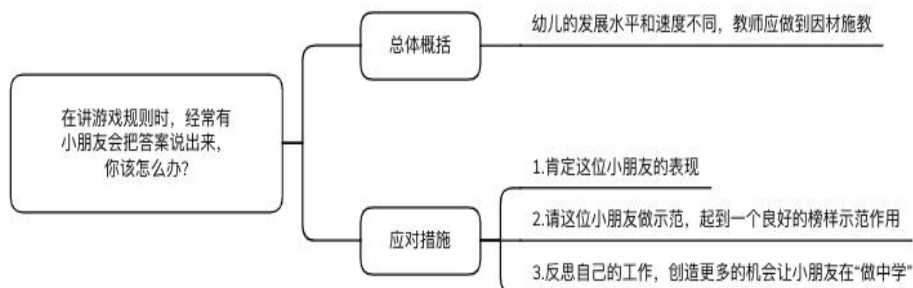 在讲游戏规则时，经常有
小朋友会把答案说出来，
你该怎么办?
总体概括
幼儿的发展水平和速度不同，教师应做到因材施教
应对措施
1.肯定这位小朋友的表现
2.请这位小朋友做示范，起到一个良好的榜样示范作用
3.反思自己的工作，创造更多的机会让小朋友在“做中学”